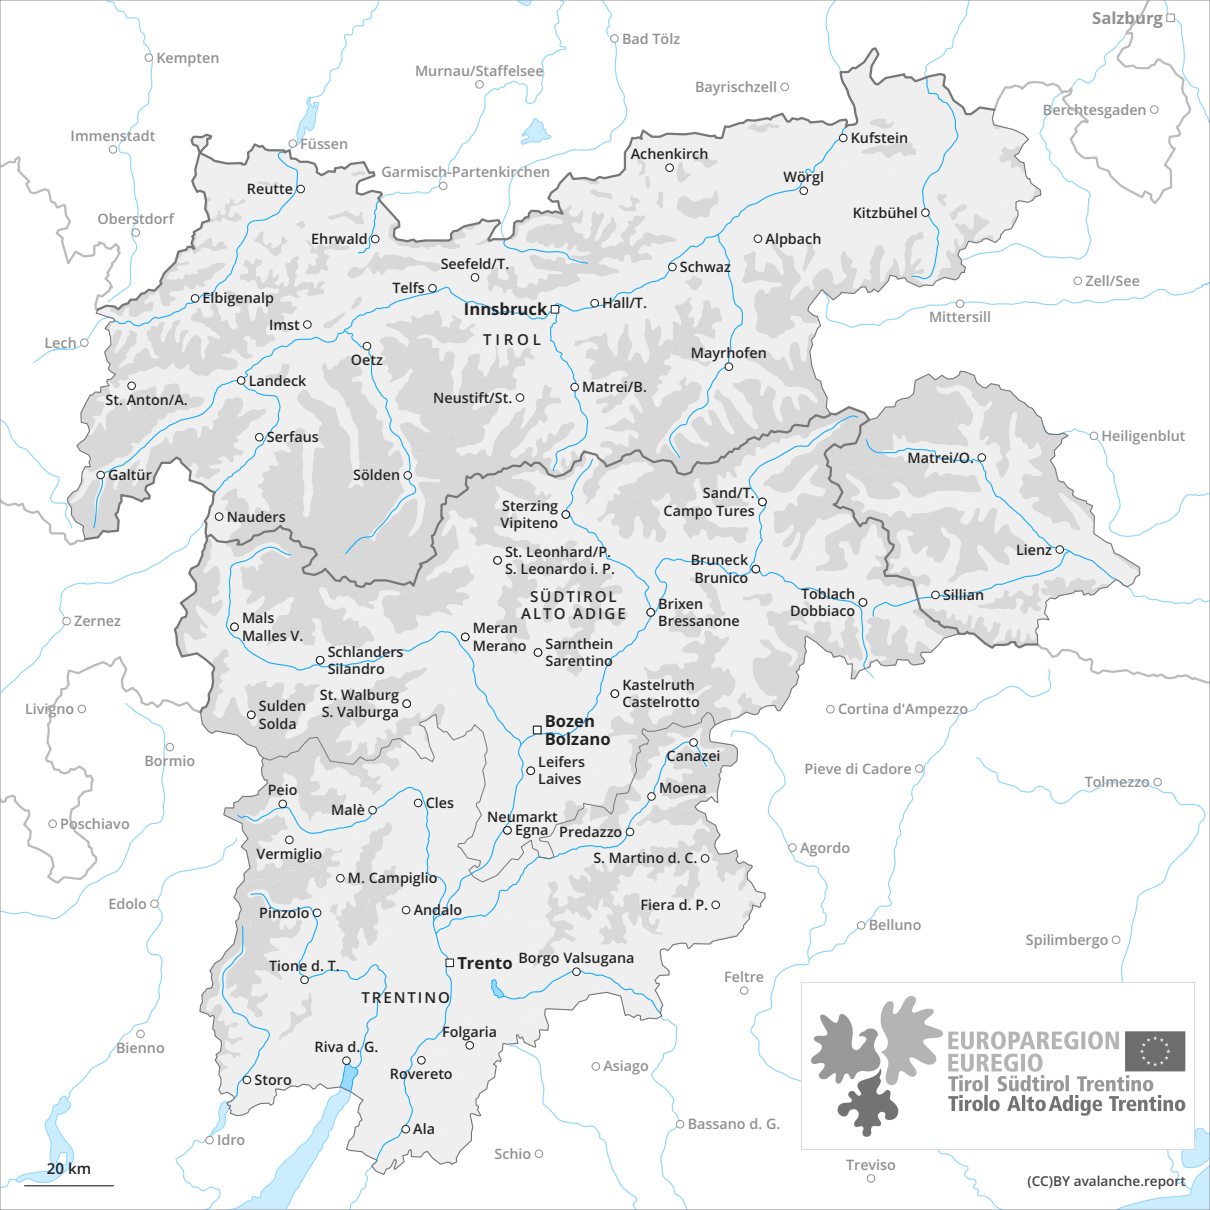 Salzburg
Bad Tölz
Kempten
Murnau/Staffelsee
Bayrischzell
Berchtesgaden
Immenstadt
Füssen
Kufstein
Achenkirch
Garmisch-Partenkirchen
Wörgl
Reutte
Oberstdorf
Kitzbühel
Ehrwald
Alpbach
Seefeld/T.
Schwaz
Zell/See
Telfs
Elbigenalp
Hall/T.
Innsbruck
Mittersill
Imst
TIROL
Lech
Mayrhofen
Oetz
Landeck
Matrei/B.
St. Anton/A.
Neustift/St.
Serfaus
Heiligenblut
Matrei/O.
Galtür
Sölden
Sand/T.
Campo Tures
Sterzing
Vipiteno
Nauders
Lienz
St. Leonhard/P.
S. Leonardo i. P.
Bruneck
Brunico
SÜDTIROL
ALTO ADIGE
Toblach
Dobbiaco
Sillian
Brixen
Bressanone
Zernez
Mals
Malles V.
Meran
Merano
Sarnthein
Sarentino
Schlanders
Silandro
Kastelruth
Castelrotto
St. Walburg
S. Valburga
Sulden
Solda
Livigno
Cortina d'Ampezzo
Bozen
Bolzano
Bormio
Canazei
Leifers
Laives
Pieve di Cadore
Tolmezzo
Peio
Moena
Malè
Cles
Neumarkt
Egna
Predazzo
Poschiavo
Vermiglio
S. Martino d. C.
Agordo
M. Campiglio
Edolo
Pinzolo
Andalo
Fiera d. P.
Belluno
Spilimbergo
Trento
Borgo Valsugana
Tione d. T.
Feltre
TRENTINO
Folgaria
Bienno
Riva d. G.
Rovereto
Asiago
Storo
EUROPAREGION
EUREGIO
Tirol Südtirol Trentino
Tirolo Alto Adige Trentino
Ala
Bassano d. G.
Idro
Schio
Treviso
20 km
(CC)BY avalanche.report